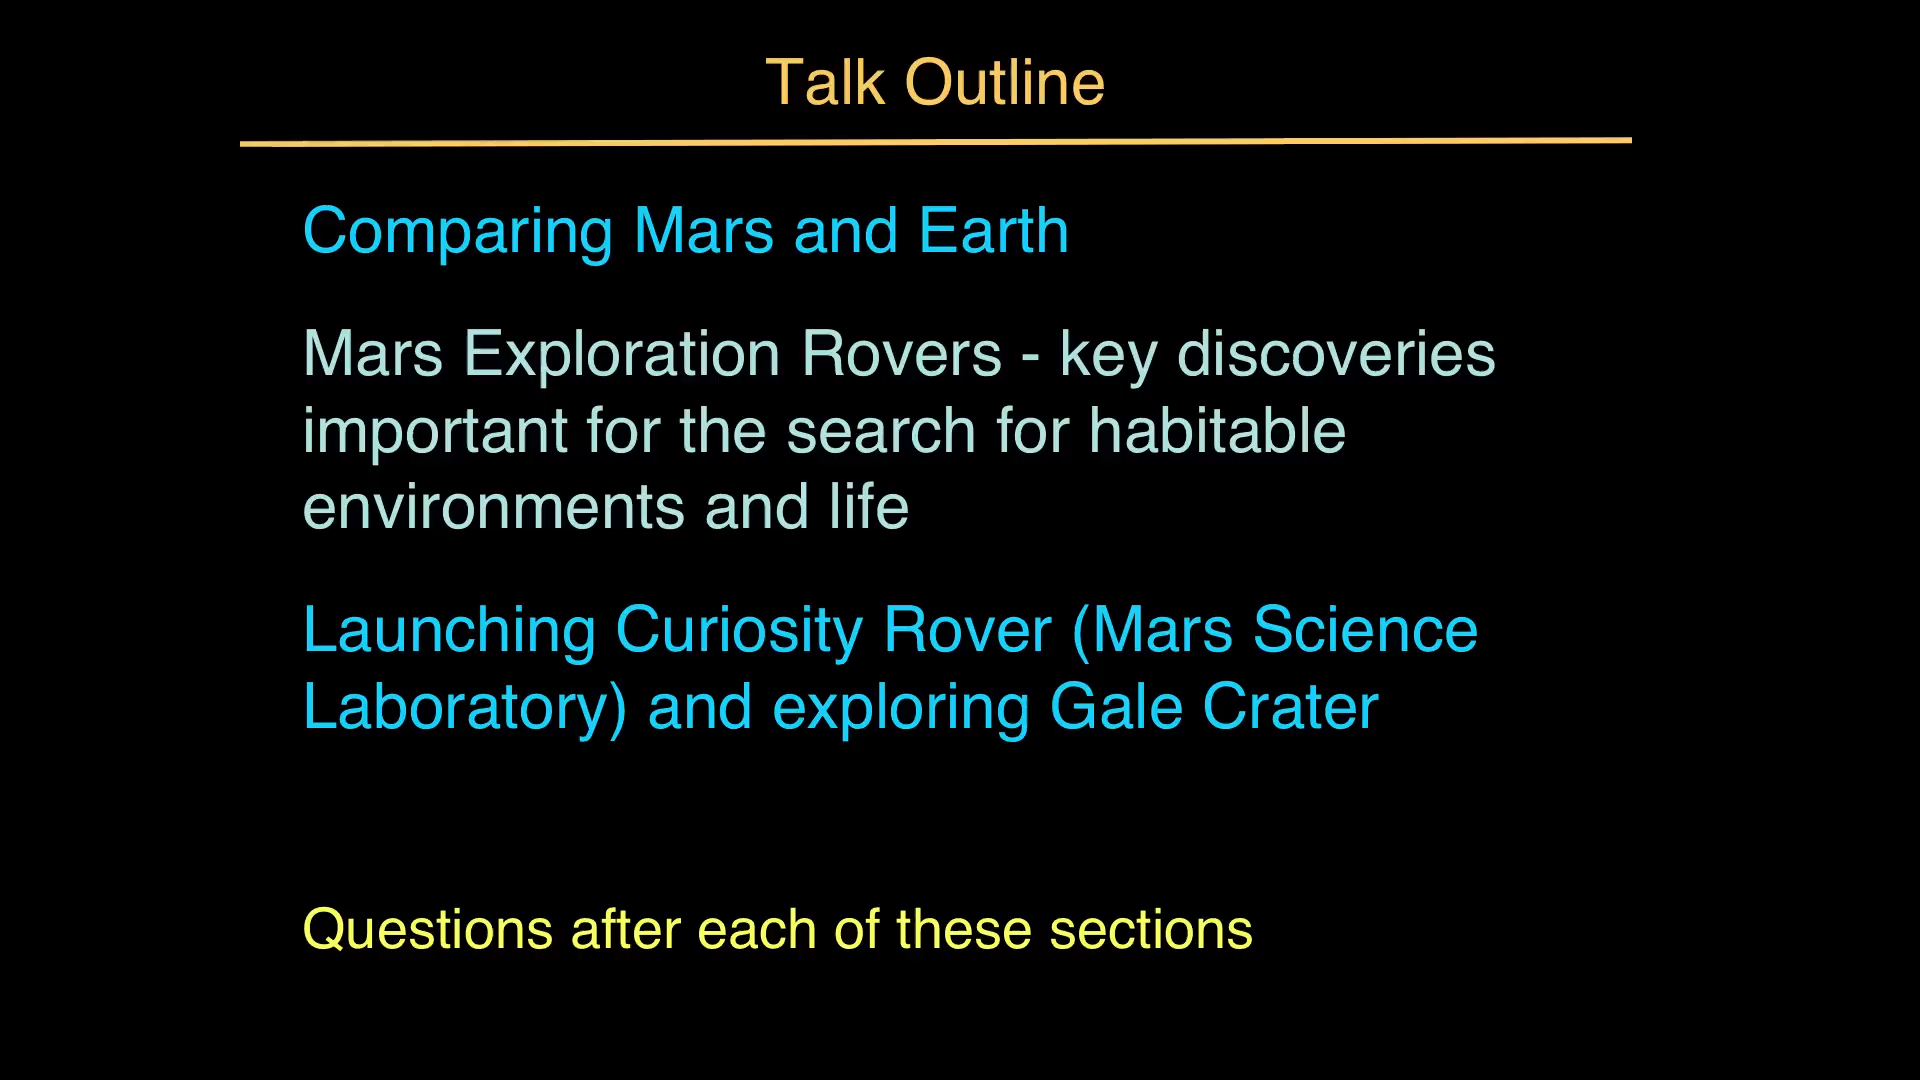 Talk Outline
Comparing Mars and Earth
Mars Exploration Rovers - key discoveries
important for the search for habitable
environments and life
Launching Curiosity Rover (Mars Science
Laboratory) and exploring Gale Crater
Questions after each of these sections